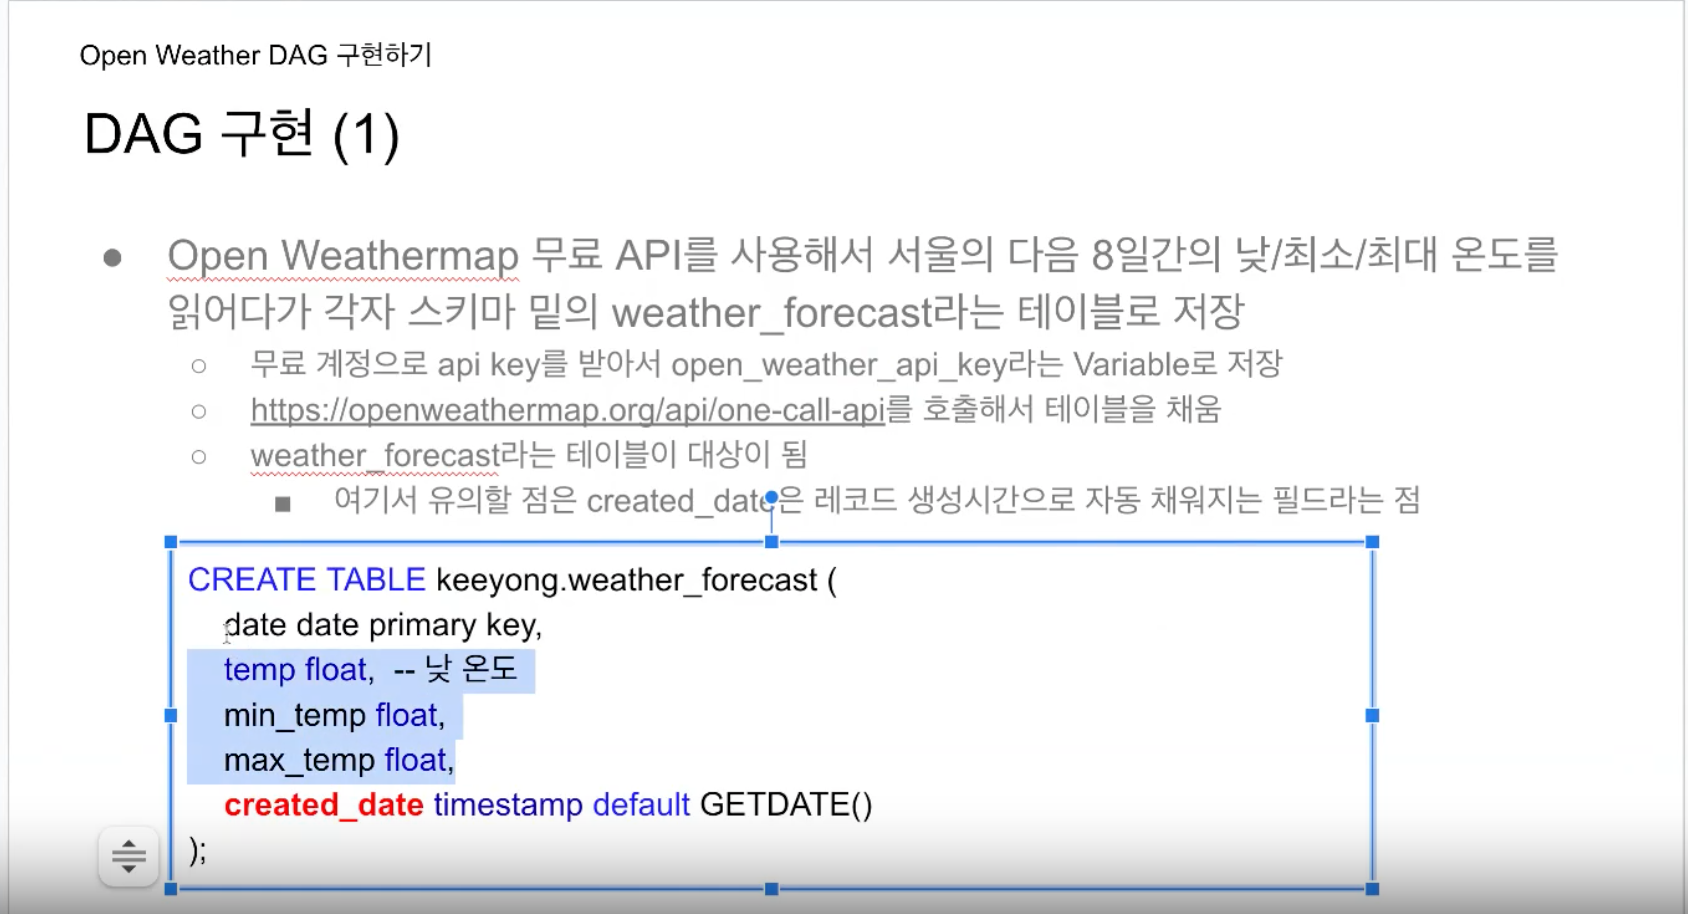 Open Weather DAG 구현하기
DAG 구현 (1)
● Open Weathermap 무료 API를 사용해서 서울의 다음 8일간의 낮/최소/최대 온도를
읽어다가 각자 스키마 밑의 weather_forecast라는 테이블로 저장
○ 무료 계정으로 api key를 받아서 open_weather_api_key라는 Variable로 저장
○ https://openweathermap.org/api/one-call-api를 호출해서 테이블을 채움
○ weather_forecast라는 테이블이 대상이 됨
■ 여기서 유의할 점은 created_date은 레코드 생성시간으로 자동 채워지는 필드라는 점
CREATE TABLE keeyong.weather_forecast (
date date primary key,
temp float, -- 낮 온도
min_temp float,
max_temp float,
created_date timestamp default GETDATE()
);